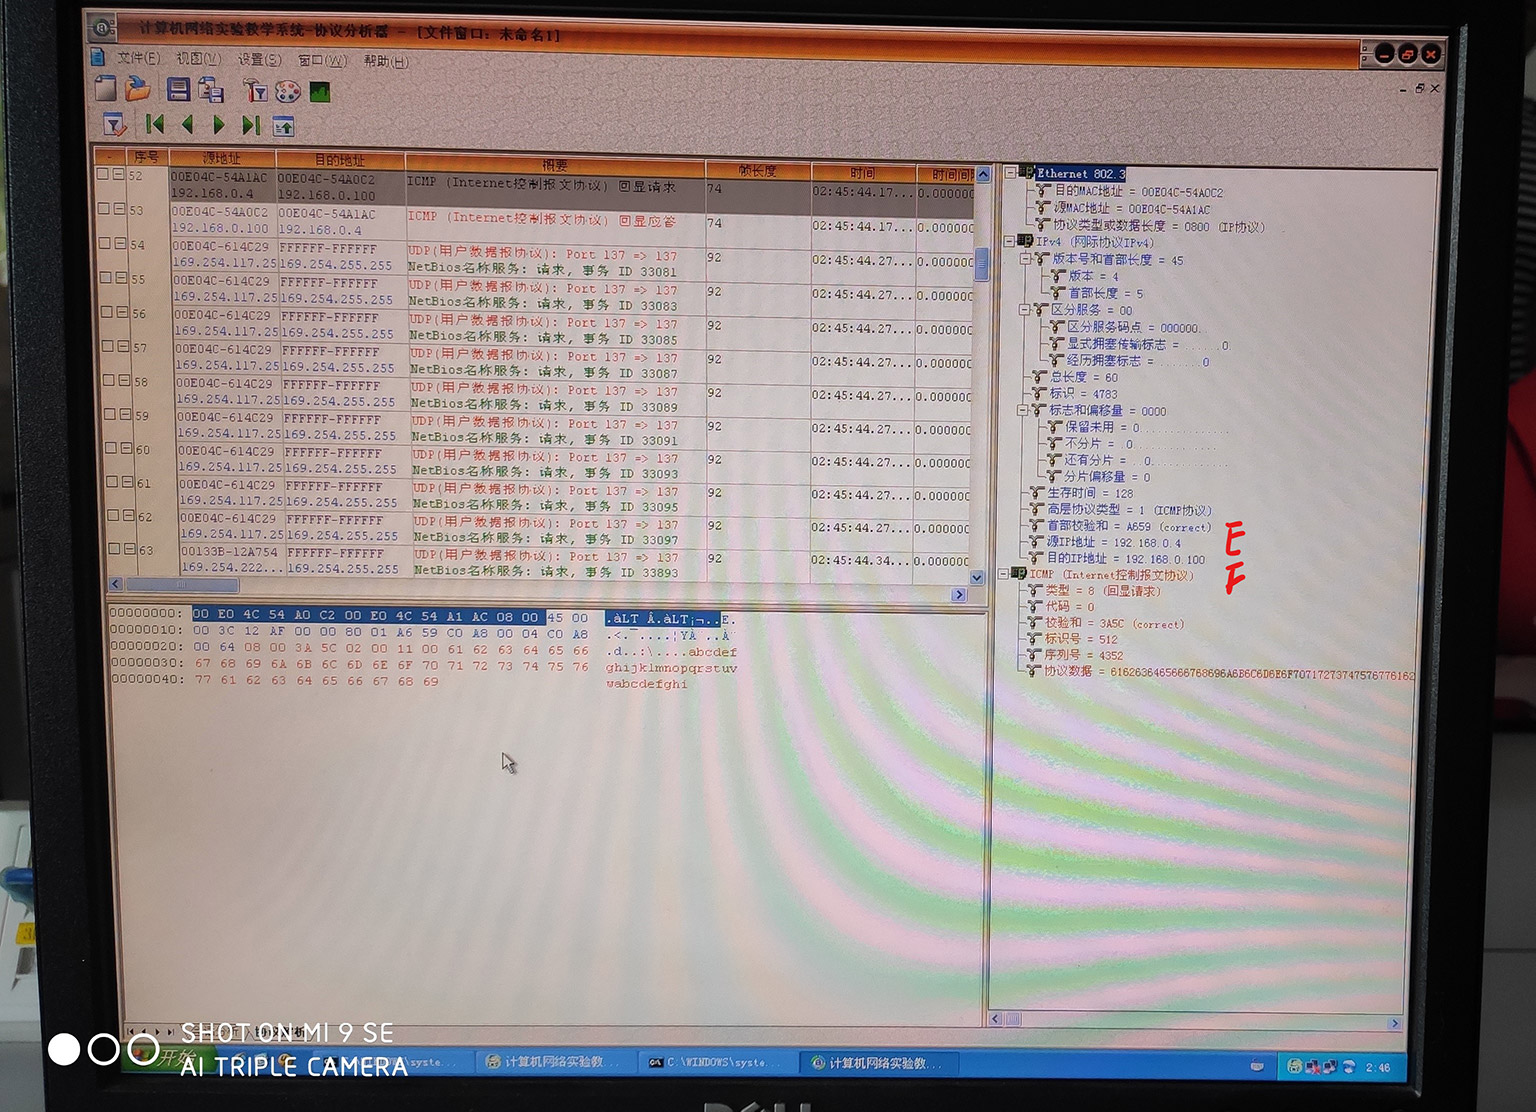 计算机网络实验教学系统-协议分析器 - [文件窗口: 未命名1]
文件(F) 视图(V) 设置(S) 窗口(W) 帮助(H)
- 序号 源地址 目的地址 概要 帧长度 时间 时间间
52 00E04C-54A1AC 00E04C-54A0C2 ICMP (Internet控制报文协议) 回显请求 74 02:45:44.17... 0.000000
192.168.0.4 192.168.0.100
53 00E04C-54A0C2 00E04C-54A1AC ICMP (Internet控制报文协议) 回显应答 74 02:45:44.17... 0.000000
192.168.0.100 192.168.0.4
54 00E04C-614C29 FFFFFF-FFFFFF UDP(用户数据报协议): Port 137 => 137 92 02:45:44.27... 0.000000
169.254.117.25 169.254.255.255 NetBios名称服务: 请求, 事务 ID 33081
55 00E04C-614C29 FFFFFF-FFFFFF UDP(用户数据报协议): Port 137 => 137 92 02:45:44.27... 0.000000
169.254.117.25 169.254.255.255 NetBios名称服务: 请求, 事务 ID 33083
56 00E04C-614C29 FFFFFF-FFFFFF UDP(用户数据报协议): Port 137 => 137 92 02:45:44.27... 0.000000
169.254.117.25 169.254.255.255 NetBios名称服务: 请求, 事务 ID 33085
57 00E04C-614C29 FFFFFF-FFFFFF UDP(用户数据报协议): Port 137 => 137 92 02:45:44.27... 0.000000
169.254.117.25 169.254.255.255 NetBios名称服务: 请求, 事务 ID 33087
58 00E04C-614C29 FFFFFF-FFFFFF UDP(用户数据报协议): Port 137 => 137 92 02:45:44.27... 0.000000
169.254.117.25 169.254.255.255 NetBios名称服务: 请求, 事务 ID 33089
59 00E04C-614C29 FFFFFF-FFFFFF UDP(用户数据报协议): Port 137 => 137 92 02:45:44.27... 0.000000
169.254.117.25 169.254.255.255 NetBios名称服务: 请求, 事务 ID 33091
60 00E04C-614C29 FFFFFF-FFFFFF UDP(用户数据报协议): Port 137 => 137 92 02:45:44.27... 0.000000
169.254.117.25 169.254.255.255 NetBios名称服务: 请求, 事务 ID 33093
61 00E04C-614C29 FFFFFF-FFFFFF UDP(用户数据报协议): Port 137 => 137 92 02:45:44.27... 0.000000
169.254.117.25 169.254.255.255 NetBios名称服务: 请求, 事务 ID 33095
62 00E04C-614C29 FFFFFF-FFFFFF UDP(用户数据报协议): Port 137 => 137 92 02:45:44.27... 0.000000
169.254.117.25 169.254.255.255 NetBios名称服务: 请求, 事务 ID 33097
63 00133B-12A754 FFFFFF-FFFFFF UDP(用户数据报协议): Port 137 => 137 92 02:45:44.34... 0.000000
169.254.222... 169.254.255.255 NetBios名称服务: 请求, 事务 ID 33893
00000000: 00 E0 4C 54 A0 C2 00 E0 4C 54 A1 AC 08 00 45 00 .àLT Â.àLT¡¬..E.
00000010: 00 3C 12 AF 00 00 80 01 A6 59 C0 A8 00 04 C0 A8 .<.¯....¦YÀ¨..À¨
00000020: 00 64 08 00 3A 5C 02 00 11 00 61 62 63 64 65 66 .d..:\....abcdef
00000030: 67 68 69 6A 6B 6C 6D 6E 6F 70 71 72 73 74 75 76 ghijklmnopqrstuv
00000040: 77 61 62 63 64 65 66 67 68 69 wabcdefghi
Ethernet 802.3
目的MAC地址 = 00E04C-54A0C2
源MAC地址 = 00E04C-54A1AC
协议类型或数据长度 = 0800 (IP协议)
IPv4 (网际协议IPv4)
版本号和首部长度 = 45
版本 = 4
首部长度 = 5
区分服务 = 00
区分服务码点 = 000000..
显式拥塞传输标志 = ......0.
经历拥塞标志 = .......0
总长度 = 60
标识 = 4783
标志和偏移量 = 0000
保留未用 = 0...............
不分片 = .0..............
还有分片 = ..0.............
分片偏移量 = 0
生存时间 = 128
高层协议类型 = 1 (ICMP协议)
首部校验和 = A659 (correct)
源IP地址 = 192.168.0.4
目的IP地址 = 192.168.0.100
E
F
ICMP (Internet控制报文协议)
类型 = 8 (回显请求)
代码 = 0
校验和 = 3A5C (correct)
标识号 = 512
序列号 = 4352
协议数据 = 6162636465666768696A6B6C6D6E6F7071727374757677616​2
协议解析
开始 syste... 计算机网络实验教... C:\WINDOWS\syste... 计算机网络实验教... 2:46
SHOT ON MI 9 SE
AI TRIPLE CAMERA
DELL